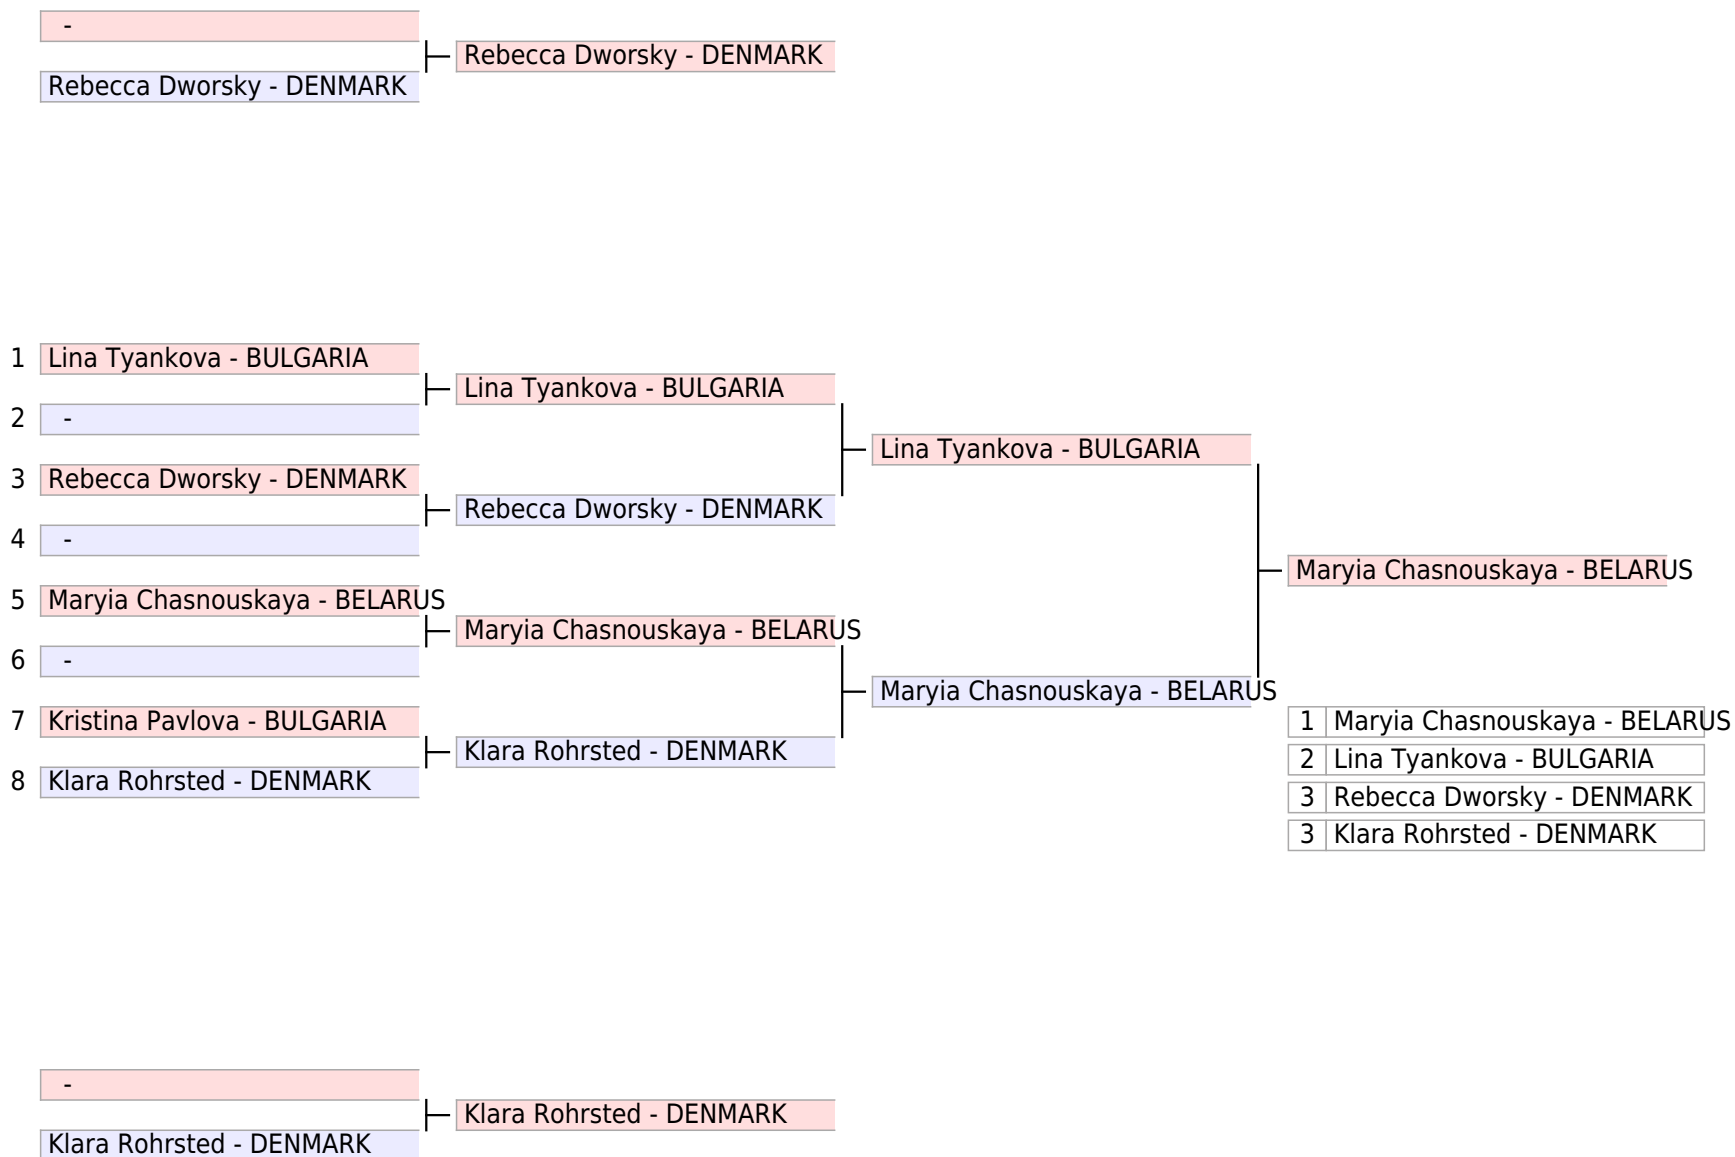 -
Rebecca Dworsky - DENMARK
Rebecca Dworsky - DENMARK
1 Lina Tyankova - BULGARIA
Lina Tyankova - BULGARIA
2 -
Lina Tyankova - BULGARIA
3 Rebecca Dworsky - DENMARK
Rebecca Dworsky - DENMARK
4 -
Maryia Chasnouskaya - BELARUS
5 Maryia Chasnouskaya - BELARUS
Maryia Chasnouskaya - BELARUS
6 -
Maryia Chasnouskaya - BELARUS
7 Kristina Pavlova - BULGARIA
Klara Rohrsted - DENMARK
8 Klara Rohrsted - DENMARK
1 Maryia Chasnouskaya - BELARUS
2 Lina Tyankova - BULGARIA
3 Rebecca Dworsky - DENMARK
3 Klara Rohrsted - DENMARK
-
Klara Rohrsted - DENMARK
Klara Rohrsted - DENMARK